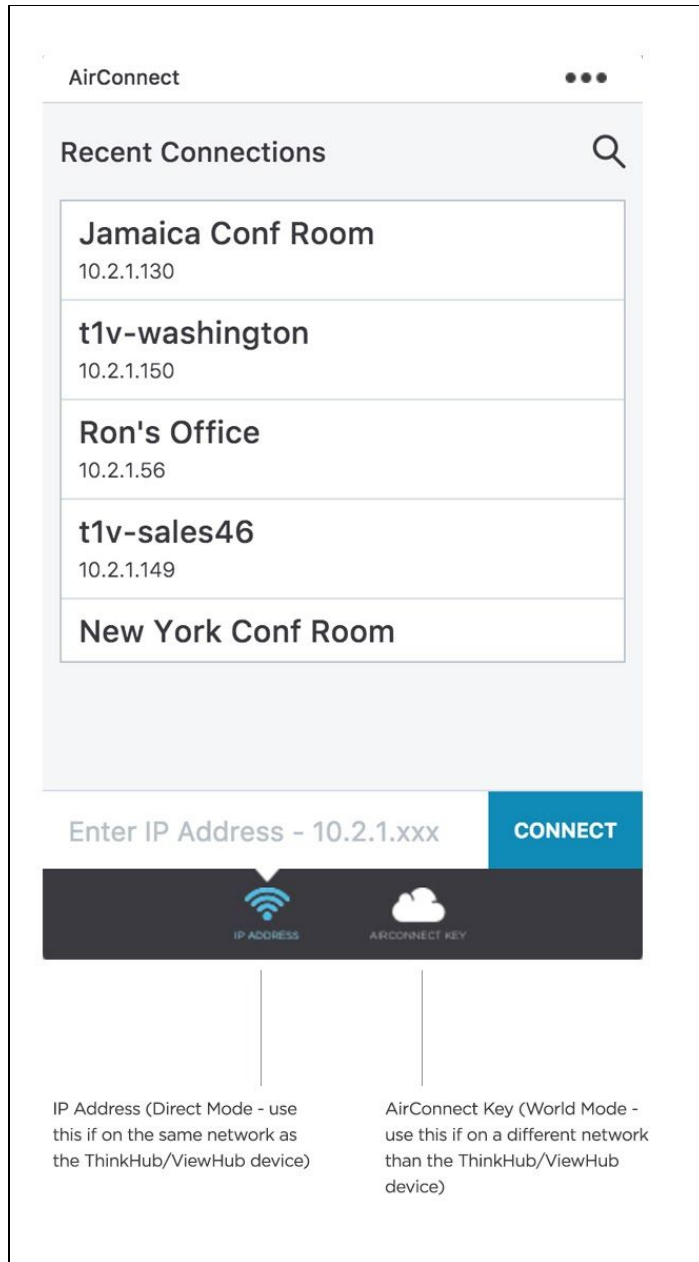 AirConnect
Recent Connections
Jamaica Conf Room
10.2.1.130
t1v-washington
10.2.1.150
Ron's Office
10.2.1.56
t1v-sales46
10.2.1.149
New York Conf Room
Enter IP Address - 10.2.1.xxx
CONNECT
IP ADDRESS
AIRCONNECT KEY
IP Address (Direct Mode - use
this if on the same network as
the ThinkHub/ViewHub device)
AirConnect Key (World Mode -
use this if on a different network
than the ThinkHub/ViewHub
device)